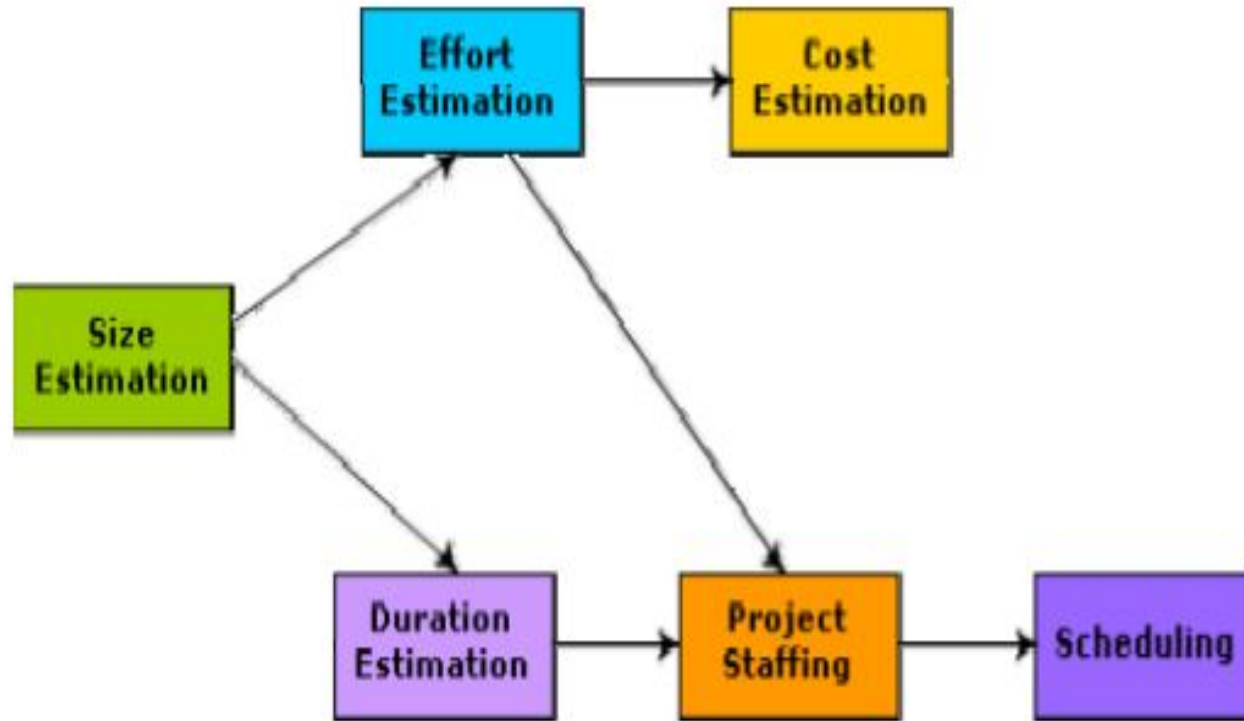 Effort
Estimation
Cost
Estimation
Size
Estimation
Duration
Estimation
Project
Staffing
Scheduling